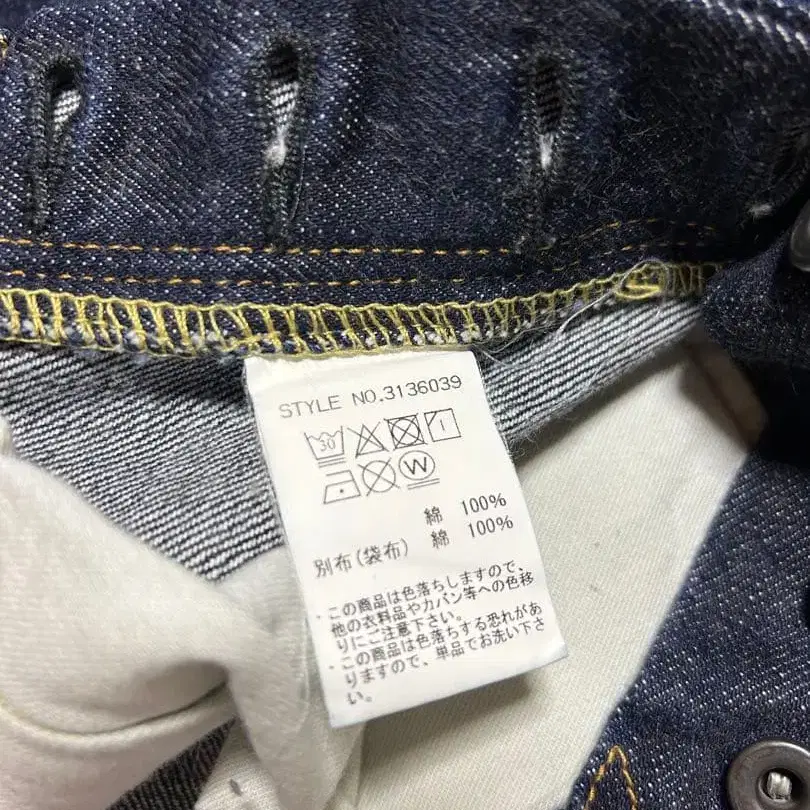 STYLE NO.3136039
30
W
綿 100%
別布(袋布) 綿 100%
・この商品は色落ちしますので、
他の衣料品やカバン等への色移
りにご注意下さい。
・この商品は色落ちする恐れがあ
りますので、単品でお洗い下さ
い。